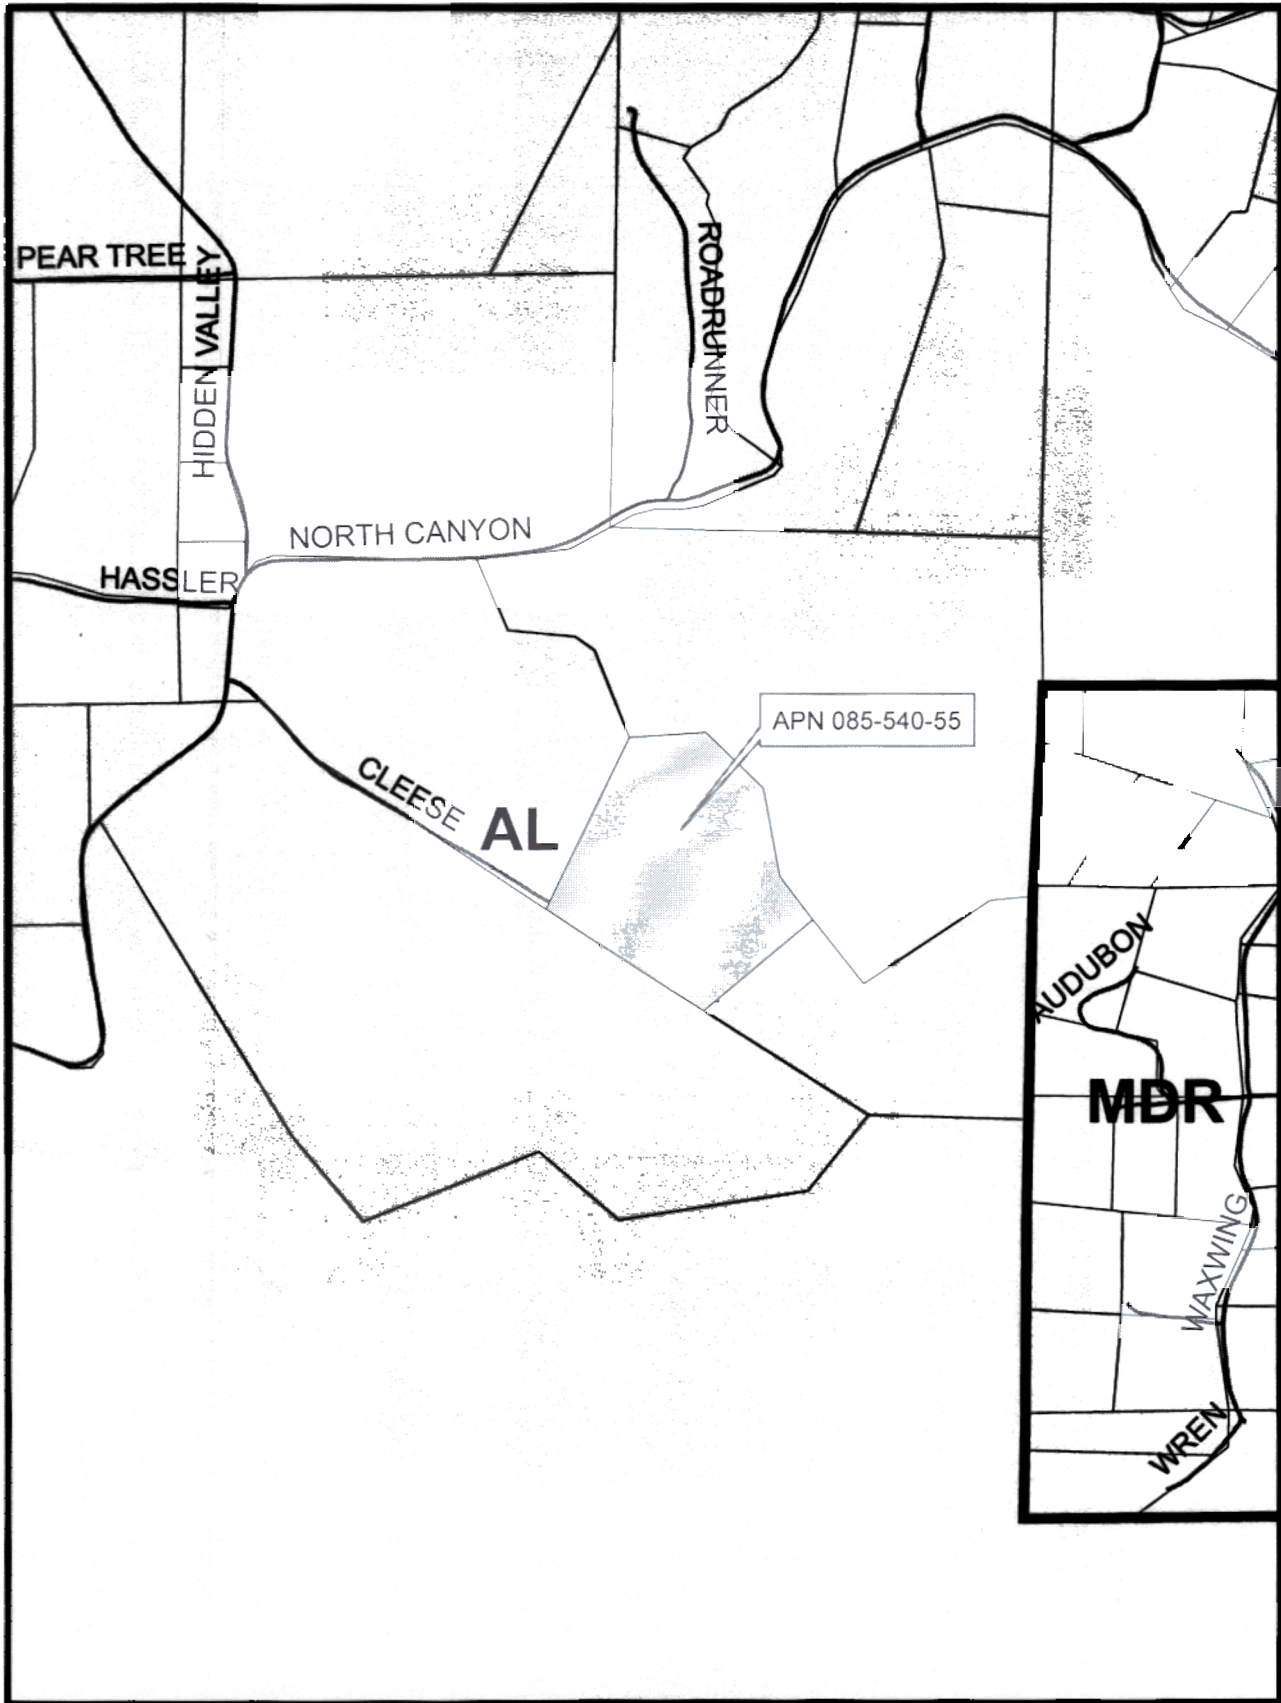 PEAR TREE
HIDDEN VALLEY
ROADRUNNER
NORTH CANYON
HASSLER
APN 085-540-55
CLEESE
AL
AUDUBON
MDR
WAXWING
WREN